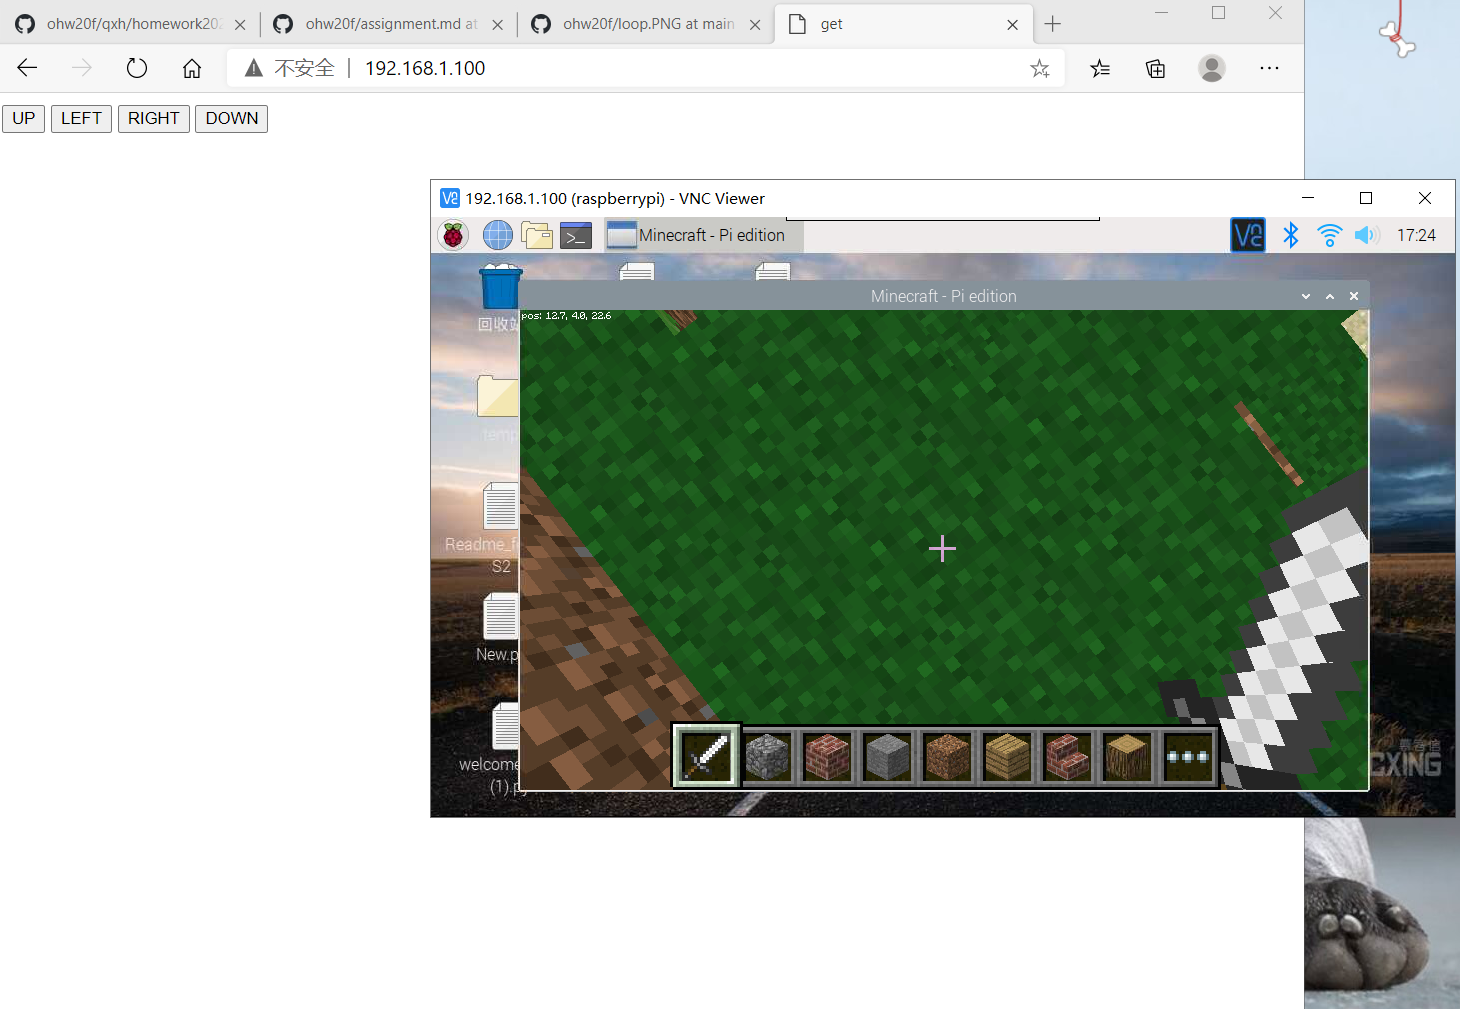 ohw20f/qxh/homework202
ohw20f/assignment.md at
ohw20f/loop.PNG at main
get
不安全 | 192.168.1.100
UP LEFT RIGHT DOWN
192.168.1.100 (raspberrypi) - VNC Viewer
Minecraft - Pi edition
17:24
Minecraft - Pi edition
pos: 12.7, 4.0, 22.6
回收站
temp
Readme_f
S2
New.p
welcome
(1).py
CXING